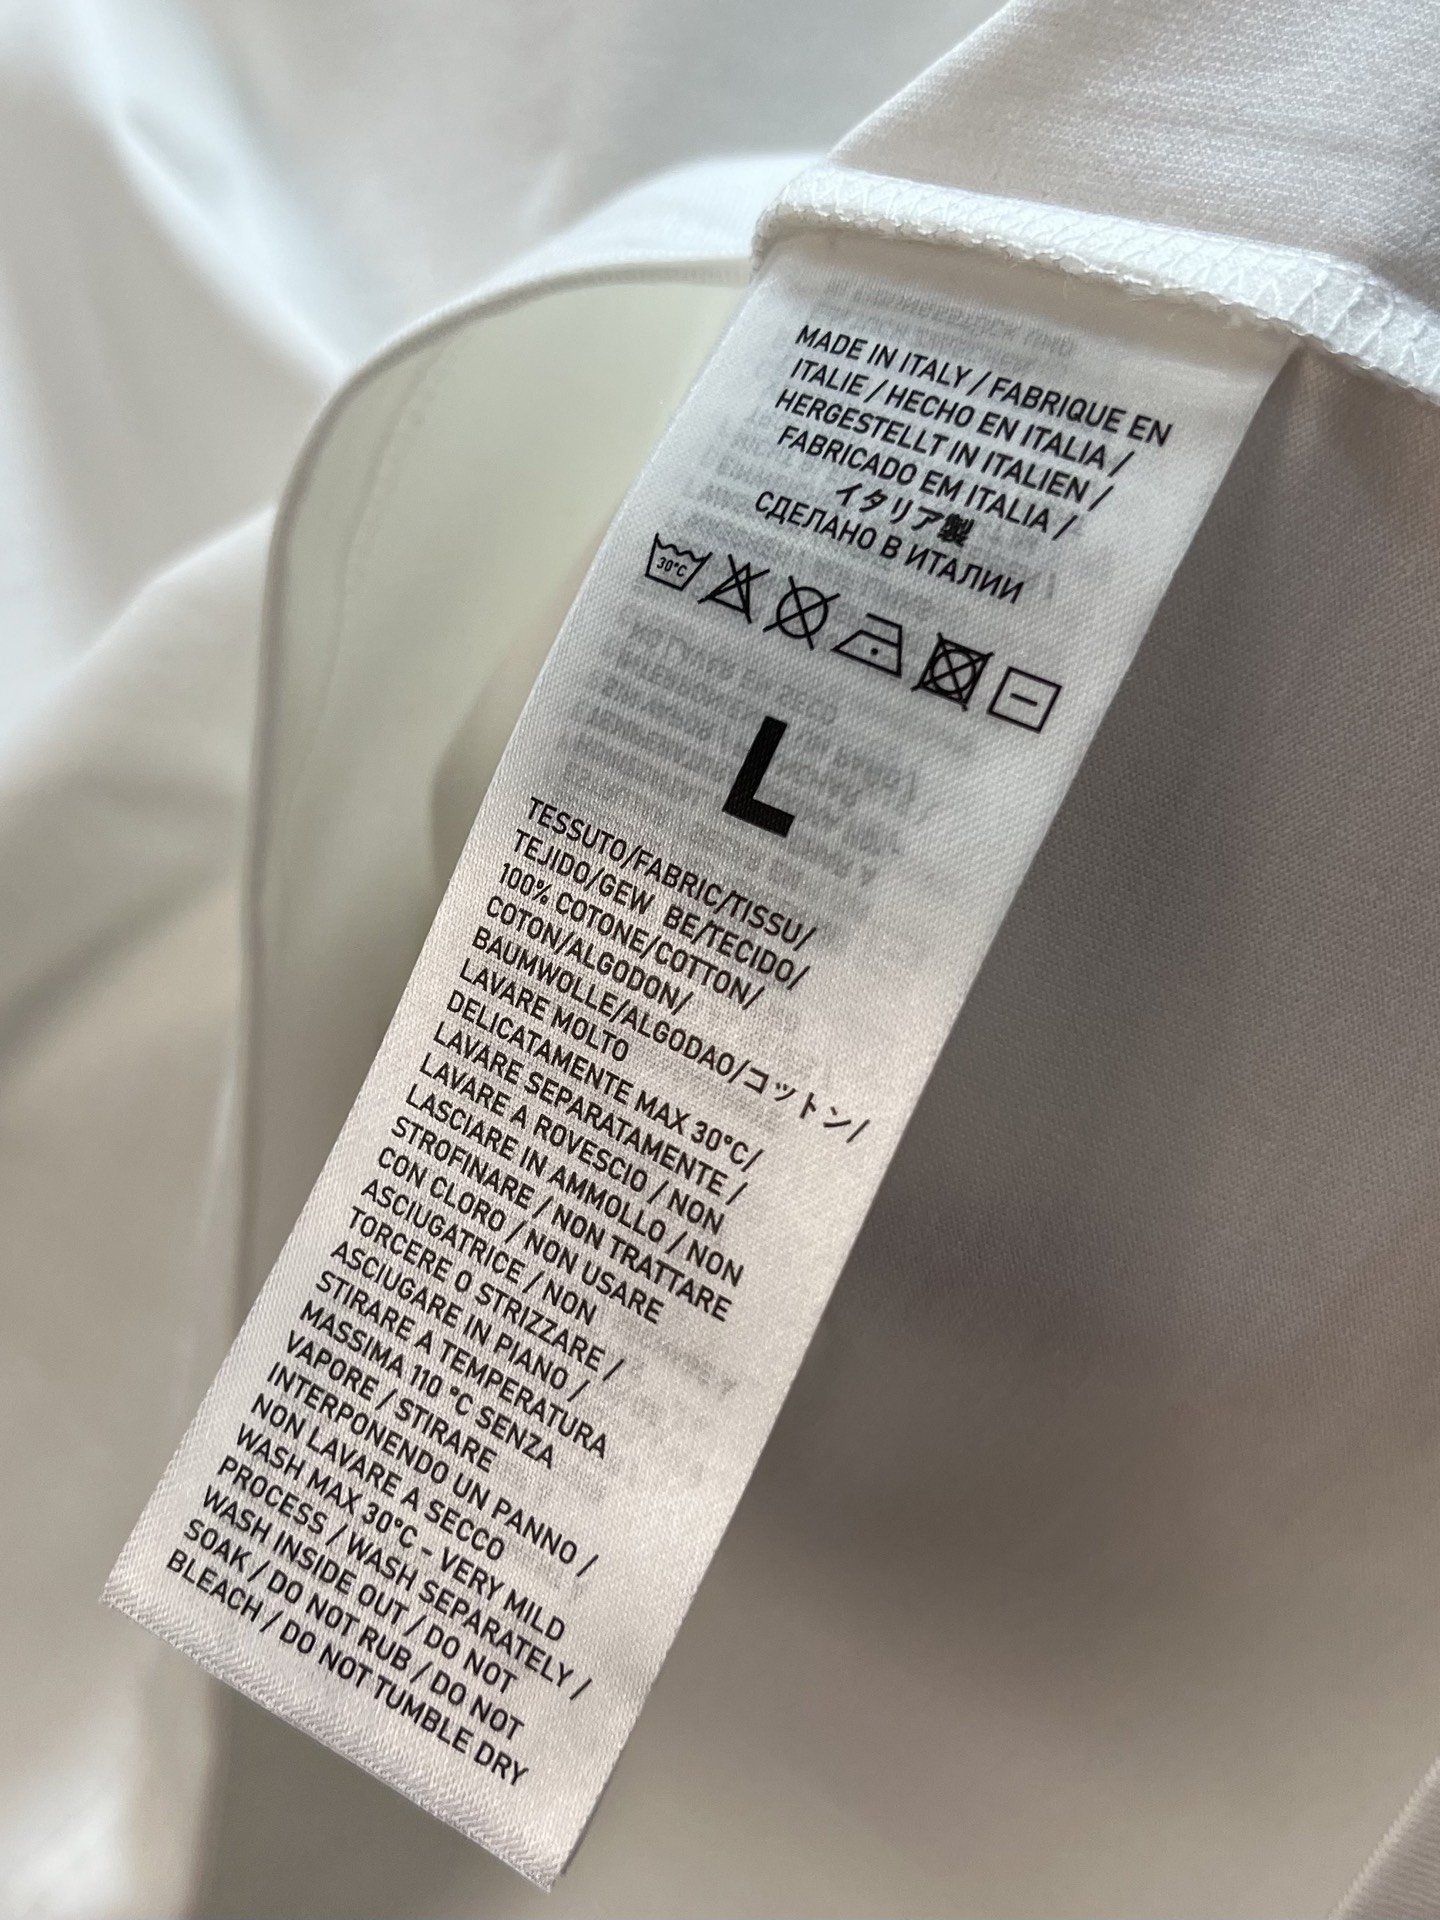 MADE IN ITALY / FABRIQUE EN
ITALIE / HECHO EN ITALIA /
HERGESTELLT IN ITALIEN /
FABRICADO EM ITALIA /
イタリア製
СДЕЛАНО В ИТАЛИИ
30°C
L
TESSUTO/FABRIC/TISSU/
TEJIDO/GEW BE/TECIDO/
100% COTONE/COTTON/
COTON/ALGODON/
BAUMWOLLE/ALGODAO/コットン/
LAVARE MOLTO
DELICATAMENTE MAX 30°C/
LAVARE SEPARATAMENTE /
LAVARE A ROVESCIO / NON
LASCIARE IN AMMOLLO / NON
STROFINARE / NON TRATTARE
CON CLORO / NON USARE
ASCIUGATRICE / NON
TORCERE O STRIZZARE /
ASCIUGARE IN PIANO /
STIRARE A TEMPERATURA
MASSIMA 110 °C SENZA
VAPORE / STIRARE
INTERPONENDO UN PANNO /
NON LAVARE A SECCO
WASH MAX 30°C - VERY MILD
PROCESS / WASH SEPARATELY /
WASH INSIDE OUT / DO NOT
SOAK / DO NOT RUB / DO NOT
BLEACH / DO NOT TUMBLE DRY